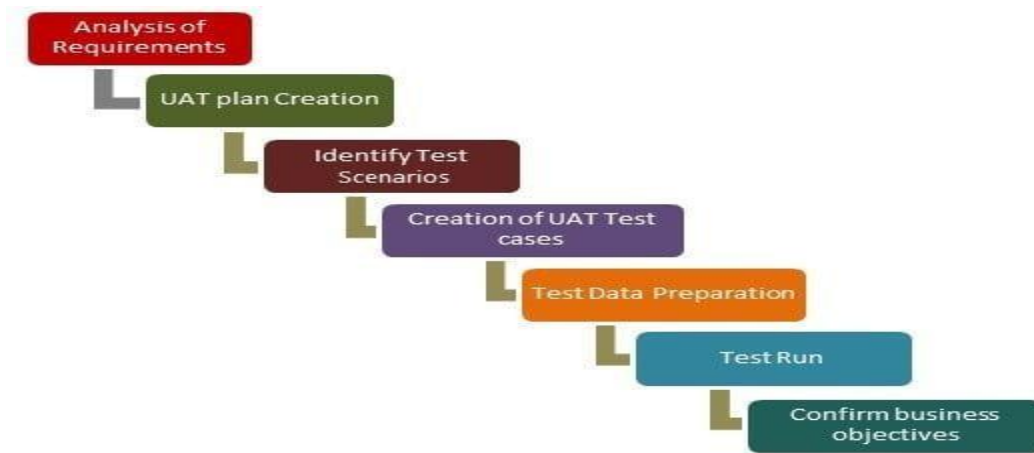 Analysis of
Requirements
UAT plan Creation
Identify Test
Scenarios
Creation of UAT Test
cases
Test Data Preparation
Test Run
Confirm business
objectives